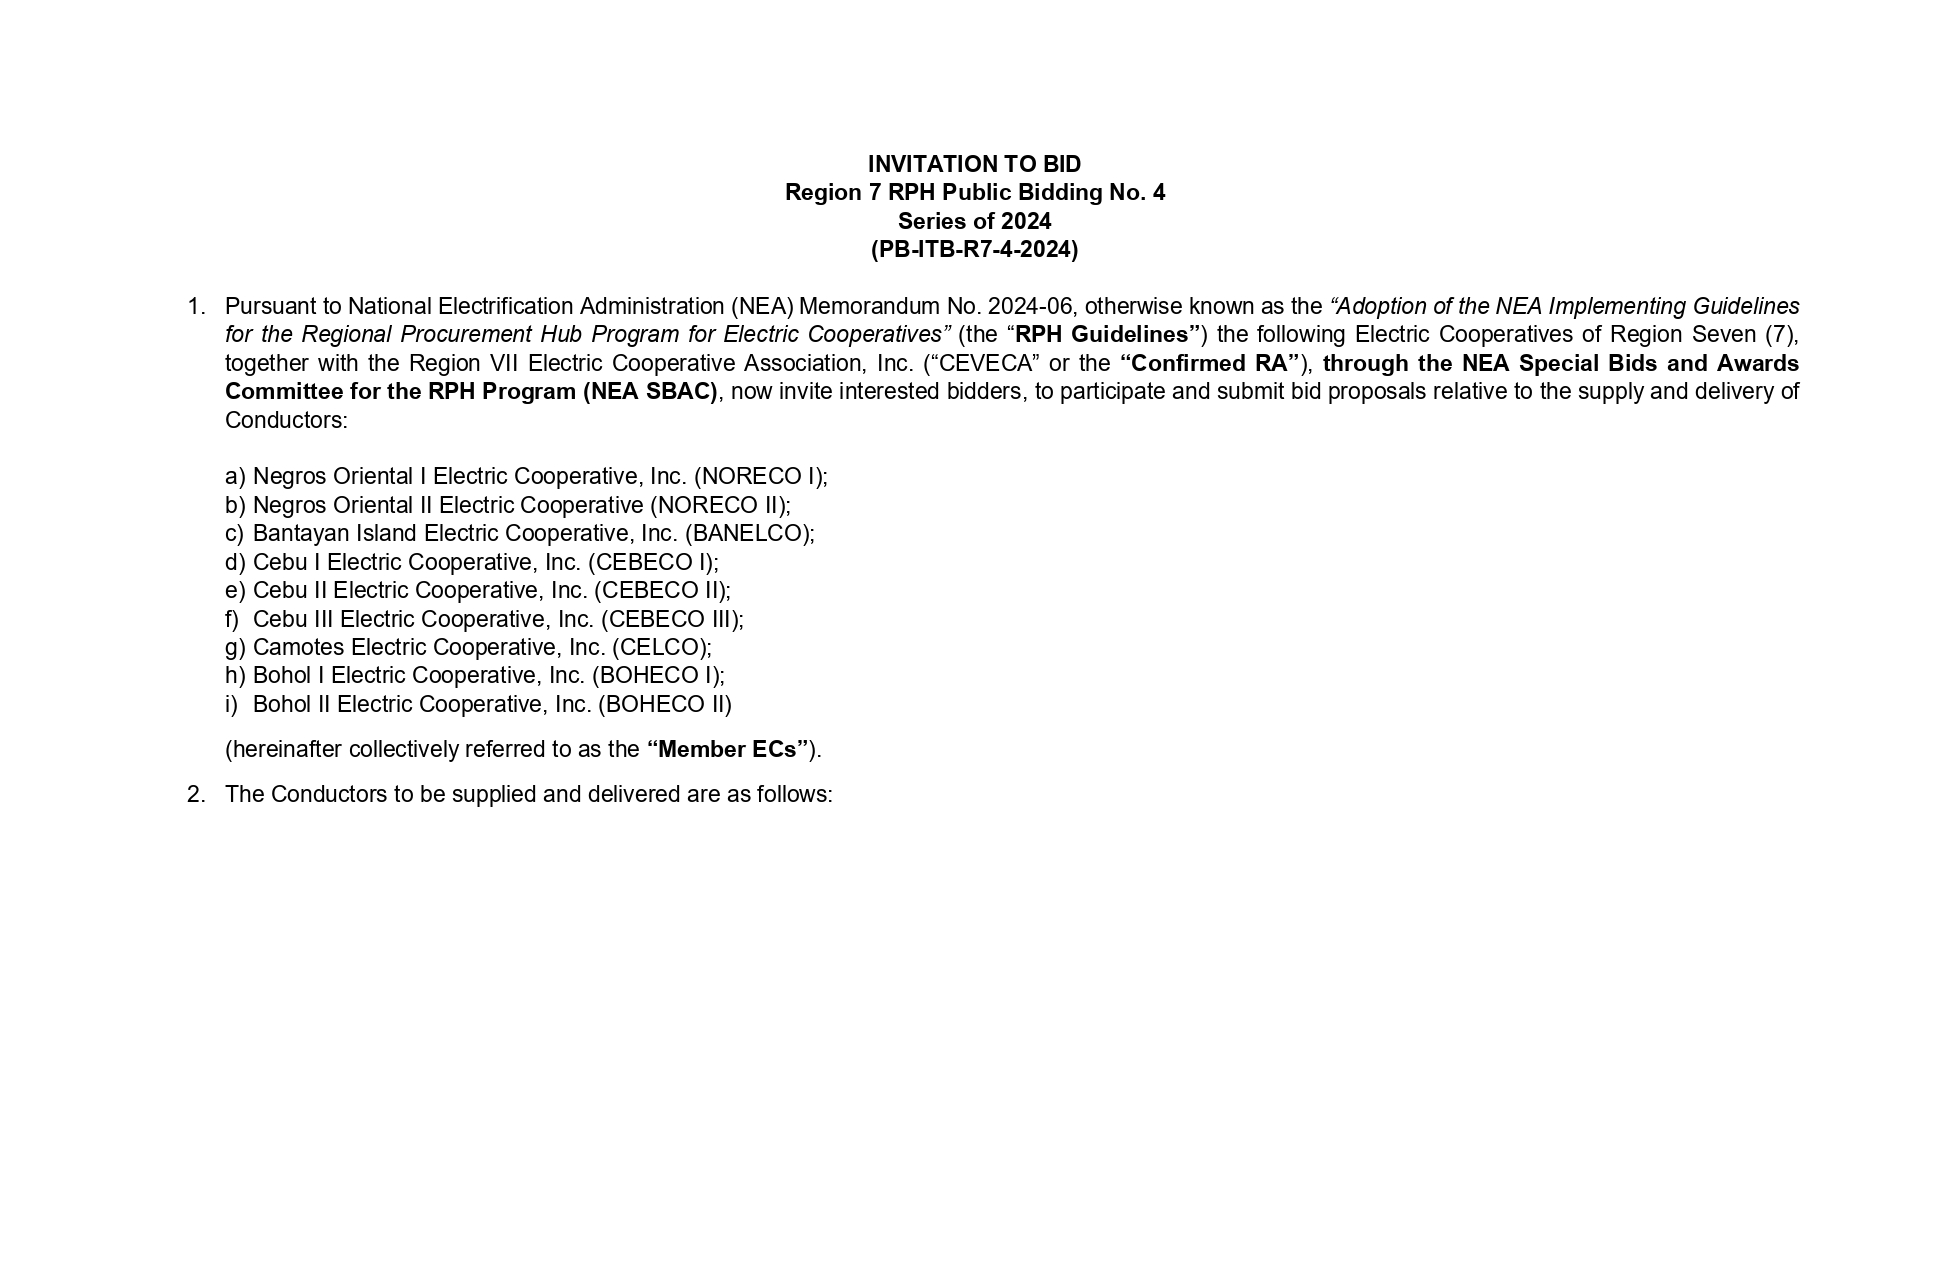 INVITATION TO BID
Region 7 RPH Public Bidding No. 4
Series of 2024
(PB-ITB-R7-4-2024)
1. Pursuant to National Electrification Administration (NEA) Memorandum No. 2024-06, otherwise known as the “Adoption of the NEA Implementing Guidelines
for the Regional Procurement Hub Program for Electric Cooperatives” (the “RPH Guidelines”) the following Electric Cooperatives of Region Seven (7),
together with the Region VII Electric Cooperative Association, Inc. (“CEVECA” or the “Confirmed RA”), through the NEA Special Bids and Awards
Committee for the RPH Program (NEA SBAC), now invite interested bidders, to participate and submit bid proposals relative to the supply and delivery of
Conductors:
a) Negros Oriental I Electric Cooperative, Inc. (NORECO I);
b) Negros Oriental II Electric Cooperative (NORECO II);
c) Bantayan Island Electric Cooperative, Inc. (BANELCO);
d) Cebu I Electric Cooperative, Inc. (CEBECO I);
e) Cebu II Electric Cooperative, Inc. (CEBECO II);
f) Cebu III Electric Cooperative, Inc. (CEBECO III);
g) Camotes Electric Cooperative, Inc. (CELCO);
h) Bohol I Electric Cooperative, Inc. (BOHECO I);
i) Bohol II Electric Cooperative, Inc. (BOHECO II)
(hereinafter collectively referred to as the “Member ECs”).
2. The Conductors to be supplied and delivered are as follows: